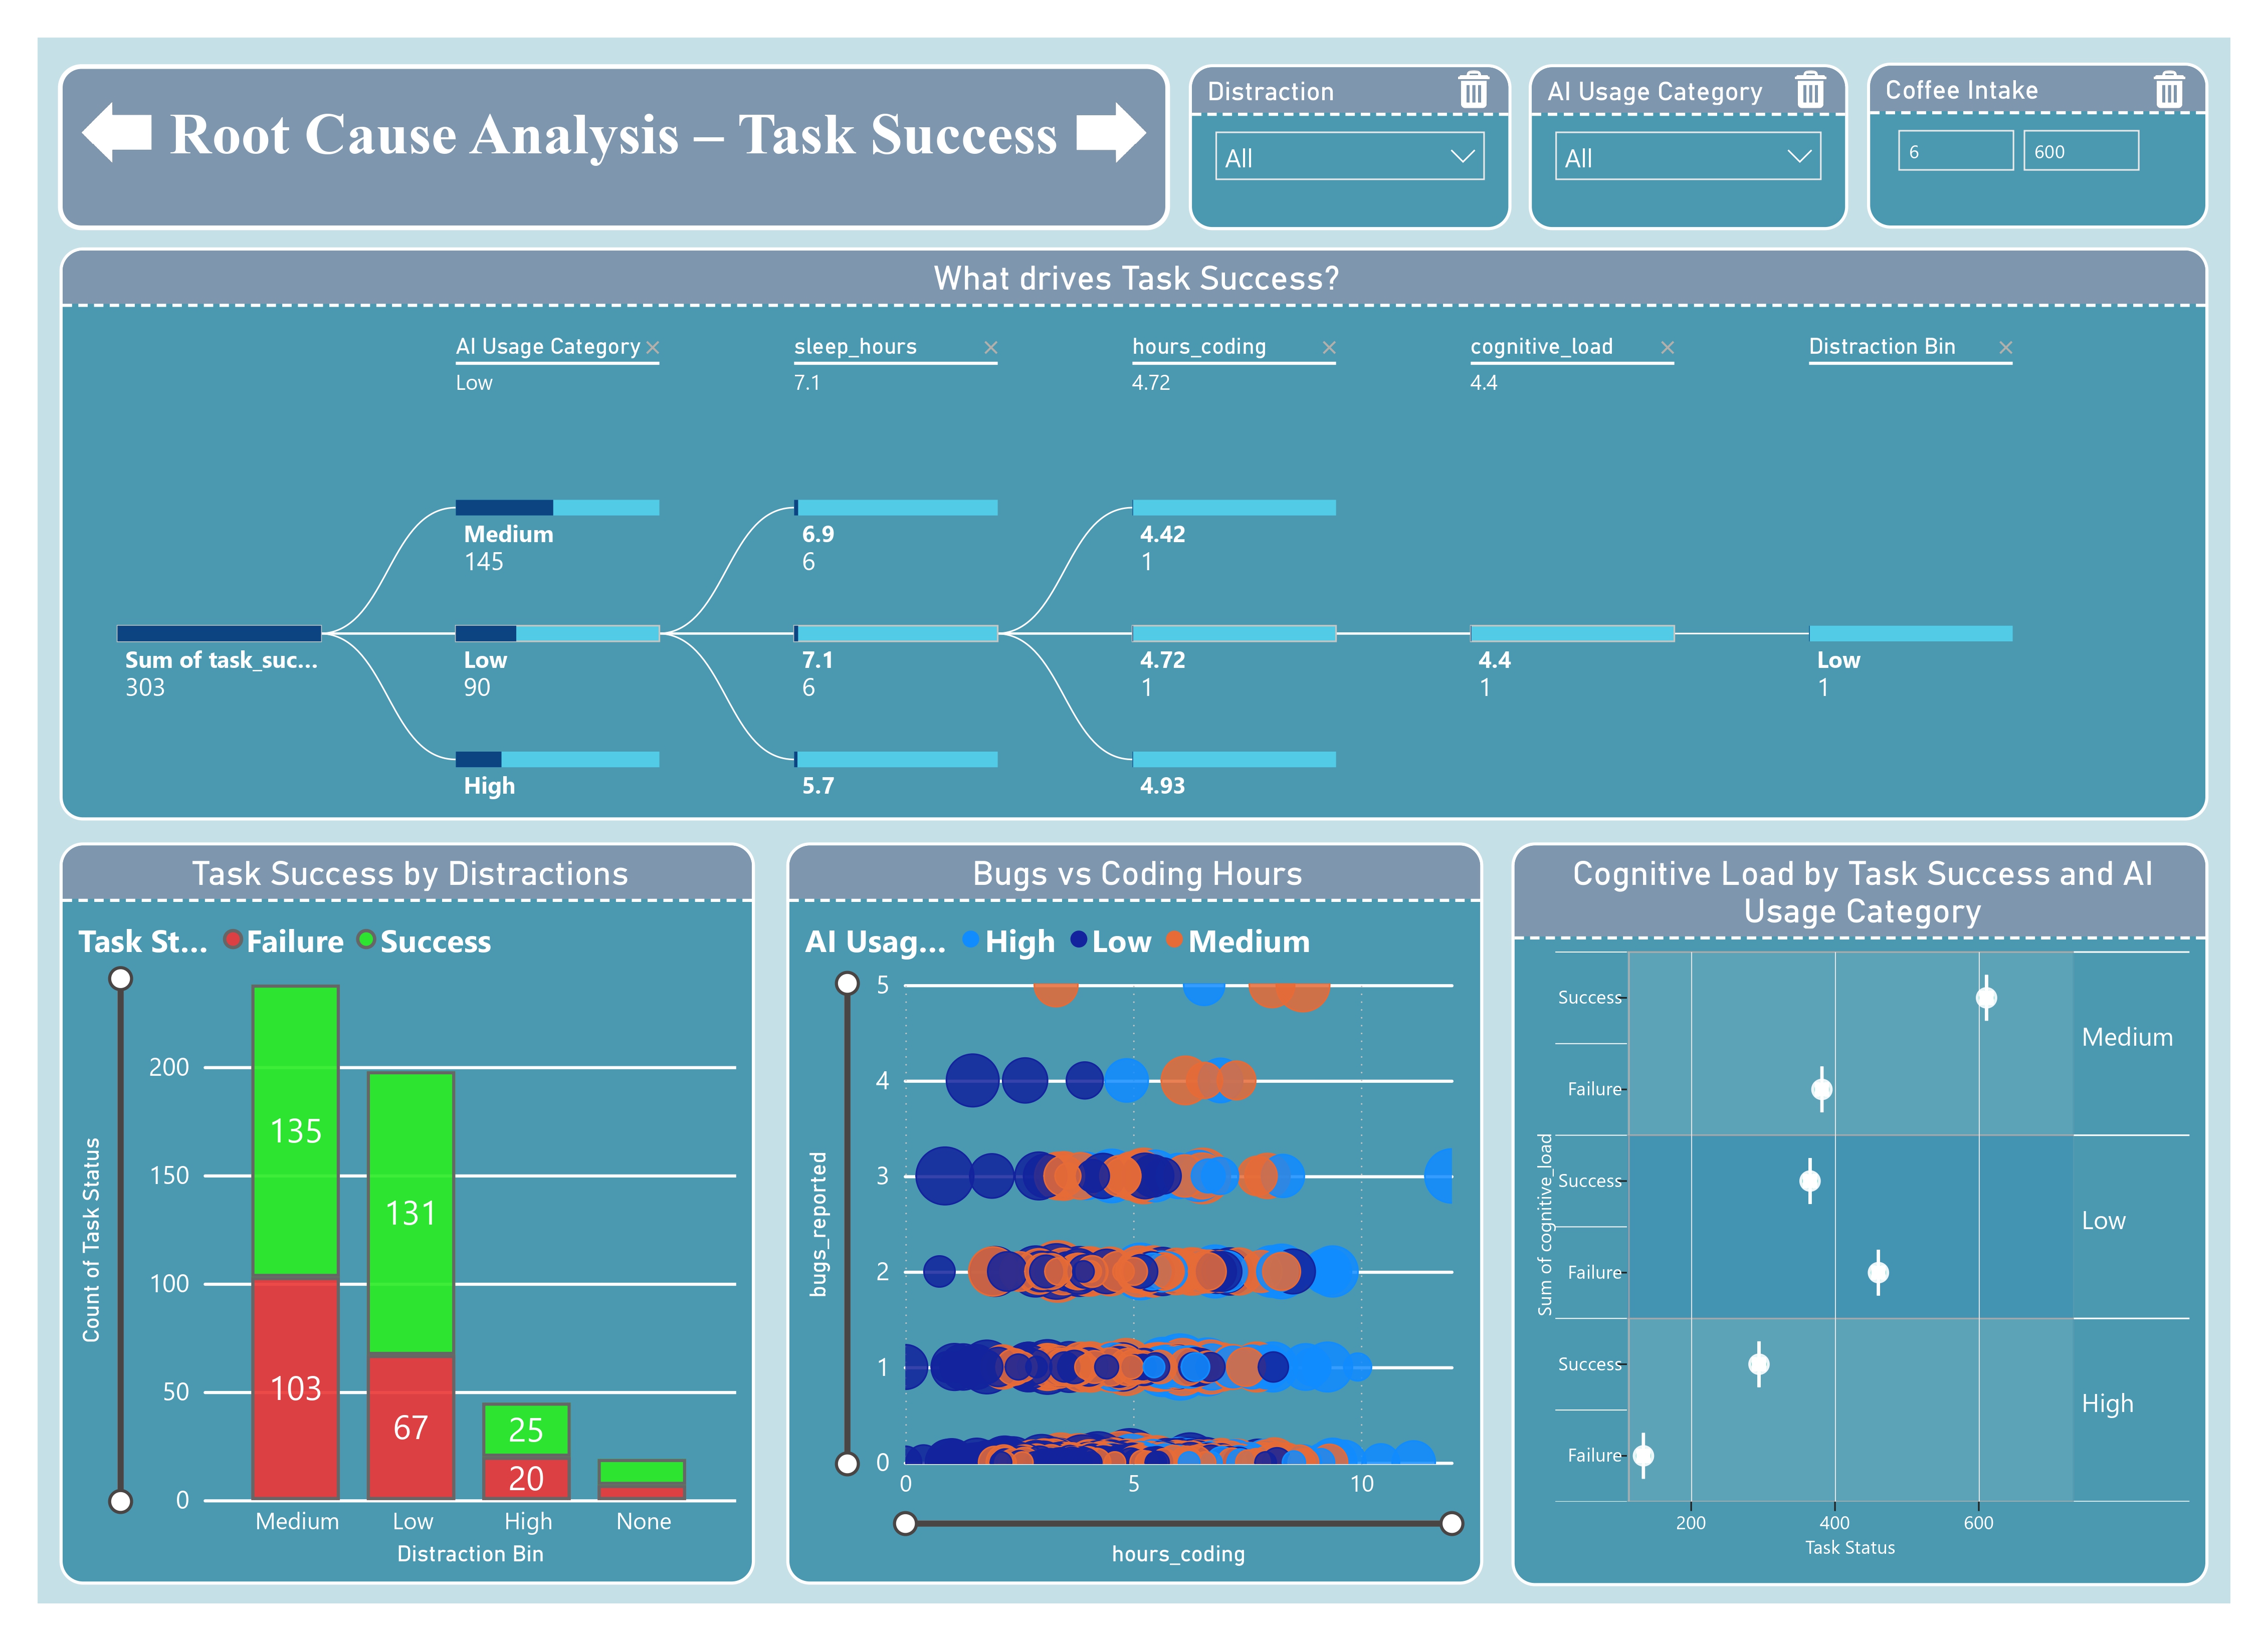 Root Cause Analysis – Task Success
Distraction
All
AI Usage Category
All
Coffee Intake
6
600
What drives Task Success?
AI Usage Category
Low
sleep_hours
7.1
hours_coding
4.72
cognitive_load
4.4
Distraction Bin
Medium
145
6.9
6
4.42
1
Sum of task_suc...
303
Low
90
7.1
6
4.72
1
4.4
1
Low
1
High
5.7
4.93
Task Success by Distractions
Task St... Failure Success
Count of Task Status
200
150
100
50
0
135
103
131
67
25
20
Medium Low High None
Distraction Bin
Bugs vs Coding Hours
AI Usag... High Low Medium
bugs_reported
5
4
3
2
1
0
0 5 10
hours_coding
Cognitive Load by Task Success and AI
Usage Category
Sum of cognitive_load
Success
Failure
Medium
Success
Failure
Low
Success
Failure
High
200 400 600
Task Status